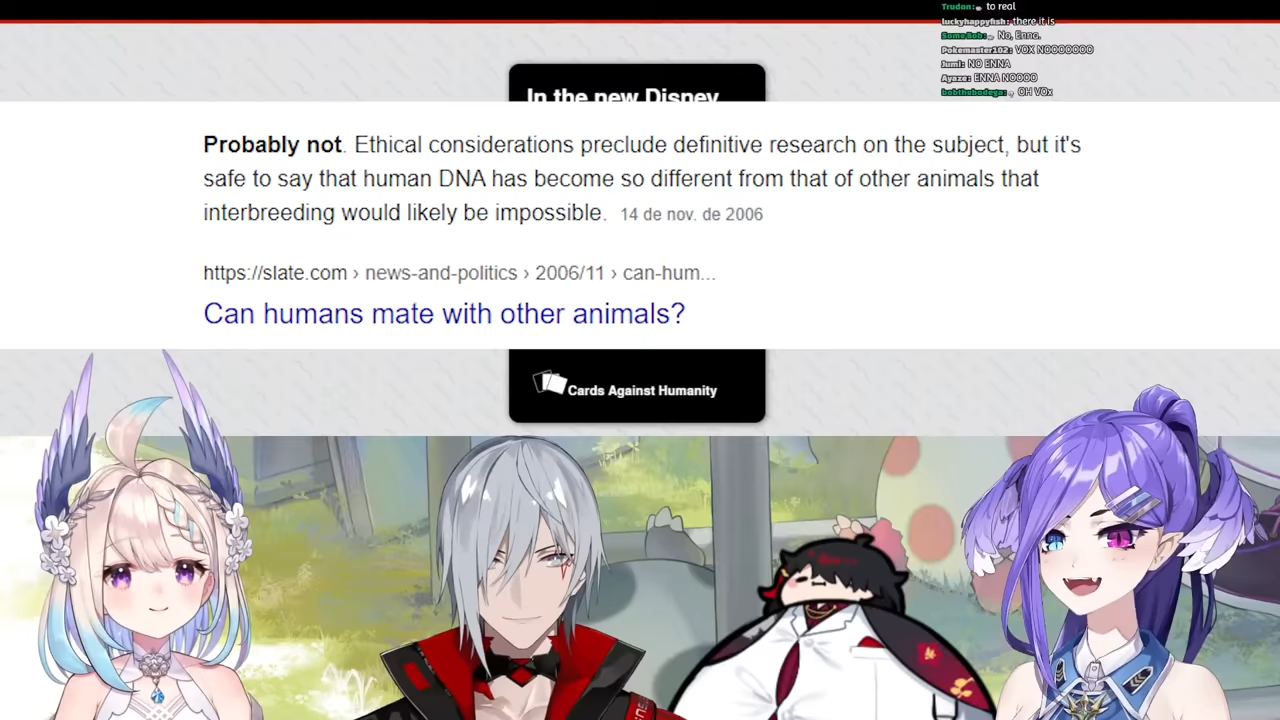 Trudon: to real
luckyhappyfish: there it is
SomeBob: No, Enna.
Pokemaster102: VOX NOOOOOOO
Jumi: NO ENNA
Ayaze: ENNA NOOOO
bobthebodega: OH VOx
In the new Disney
Probably not. Ethical considerations preclude definitive research on the subject, but it's
safe to say that human DNA has become so different from that of other animals that
interbreeding would likely be impossible. 14 de nov. de 2006
https://slate.com › news-and-politics › 2006/11 › can-hum...
Can humans mate with other animals?
Cards Against Humanity